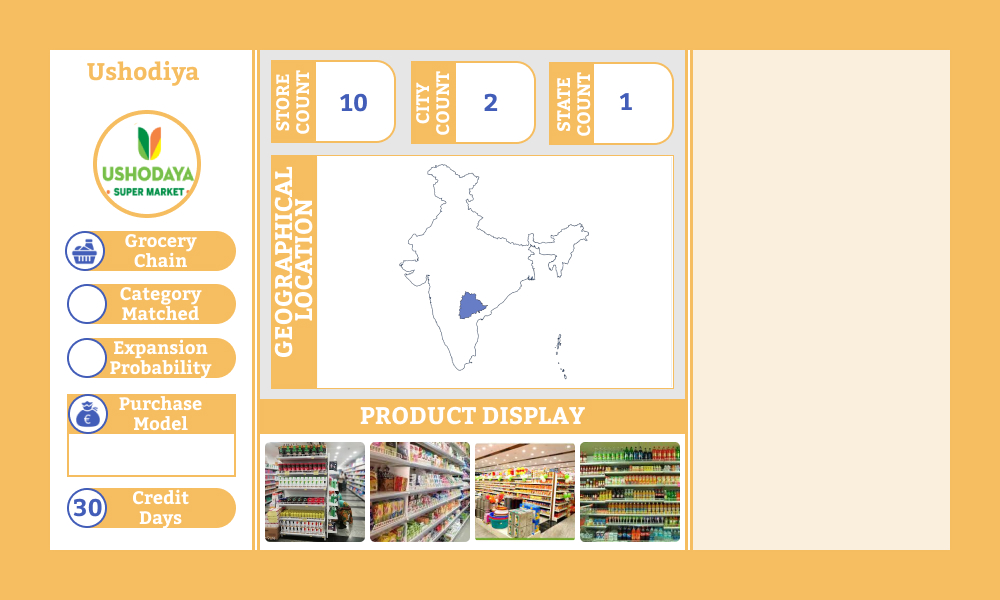 Ushodiya
USHODAYA
SUPER MARKET
Grocery
Chain
Category
Matched
Expansion
Probability
Purchase
Model
€
30
Credit
Days
STORE
COUNT
10
CITY
COUNT
2
STATE
COUNT
1
GEOGRAPHICAL
LOCATION
PRODUCT DISPLAY